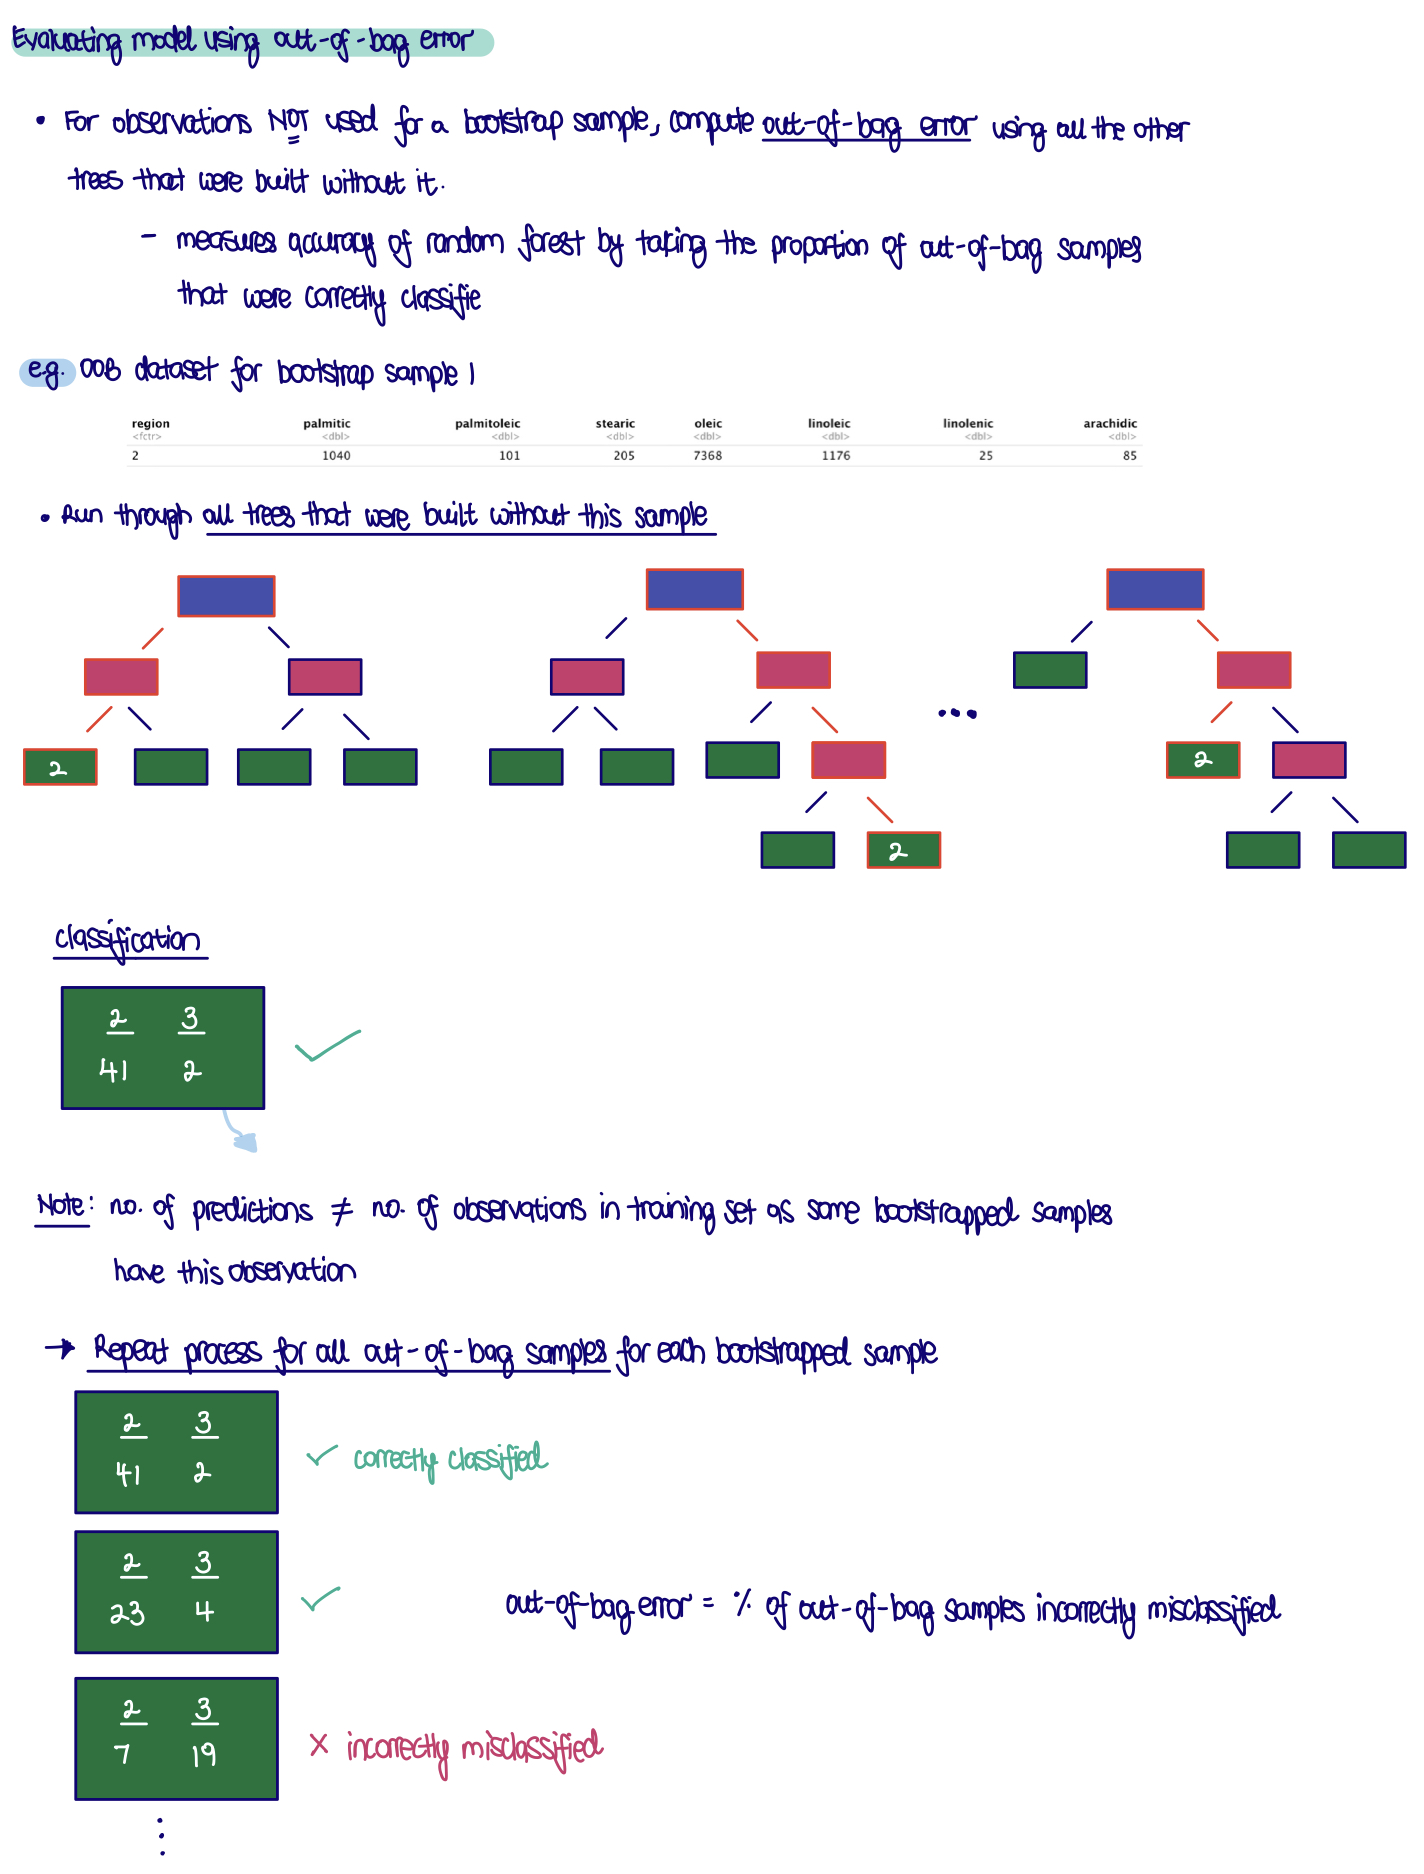 Evaluating model using out-of-bag error
• For observations NOT used for a bootstrap sample, compute out-of-bag error using all the other
trees that were built without it.
- measures accuracy of random forest by taking the proportion of out-of-bag samples
that were correctly classifie
e.g. OOB dataset for bootstrap sample 1
region palmitic palmitoleic stearic oleic linoleic linolenic arachidic
<fctr> <dbl> <dbl> <dbl> <dbl> <dbl> <dbl> <dbl>
2 1040 101 205 7368 1176 25 85
• Run through all trees that were built without this sample
...
2
2
2
classification
2 3
41 2
Note: no. of predictions ≠ no. of observations in training set as some bootstrapped samples
have this observation
→ Repeat process for all out-of-bag samples for each bootstrapped sample
2 3
41 2
✓ correctly classified
2 3
23 4
out-of-bag error = % of out-of-bag samples incorrectly misclassified
2 3
7 19
✗ incorrectly misclassified